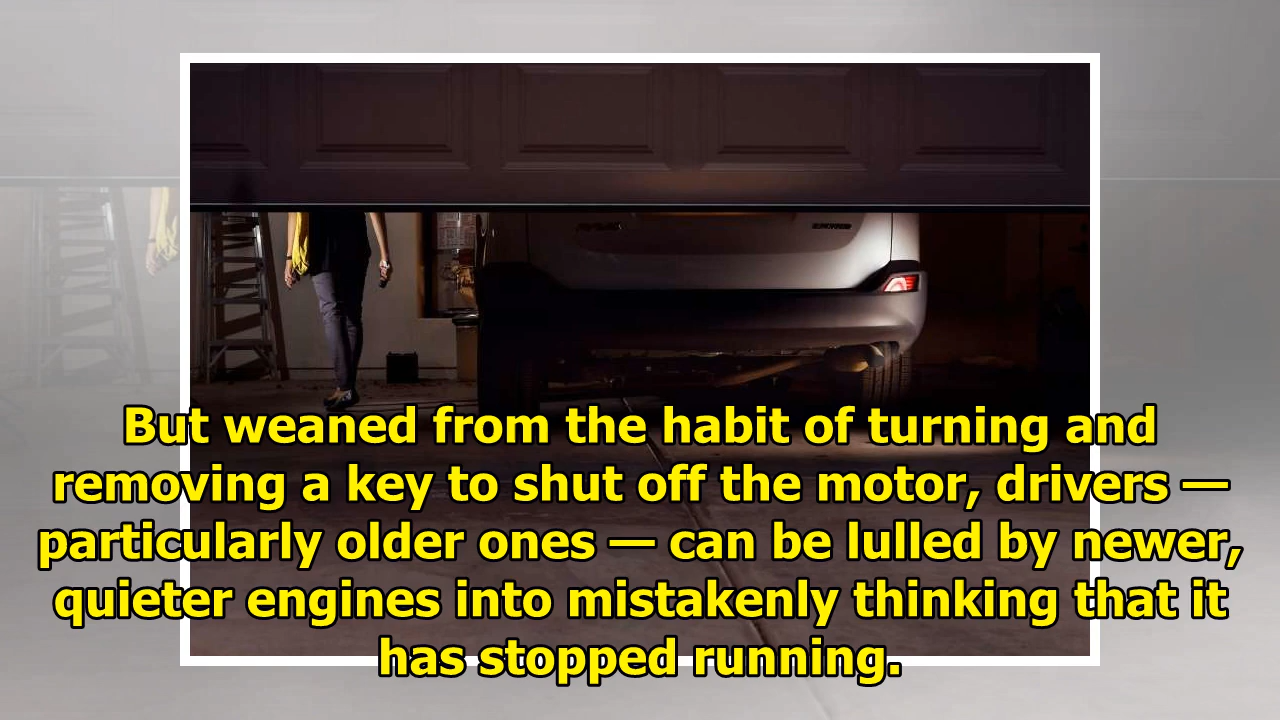 But weaned from the habit of turning and
removing a key to shut off the motor, drivers —
particularly older ones — can be lulled by newer,
quieter engines into mistakenly thinking that it
has stopped running.